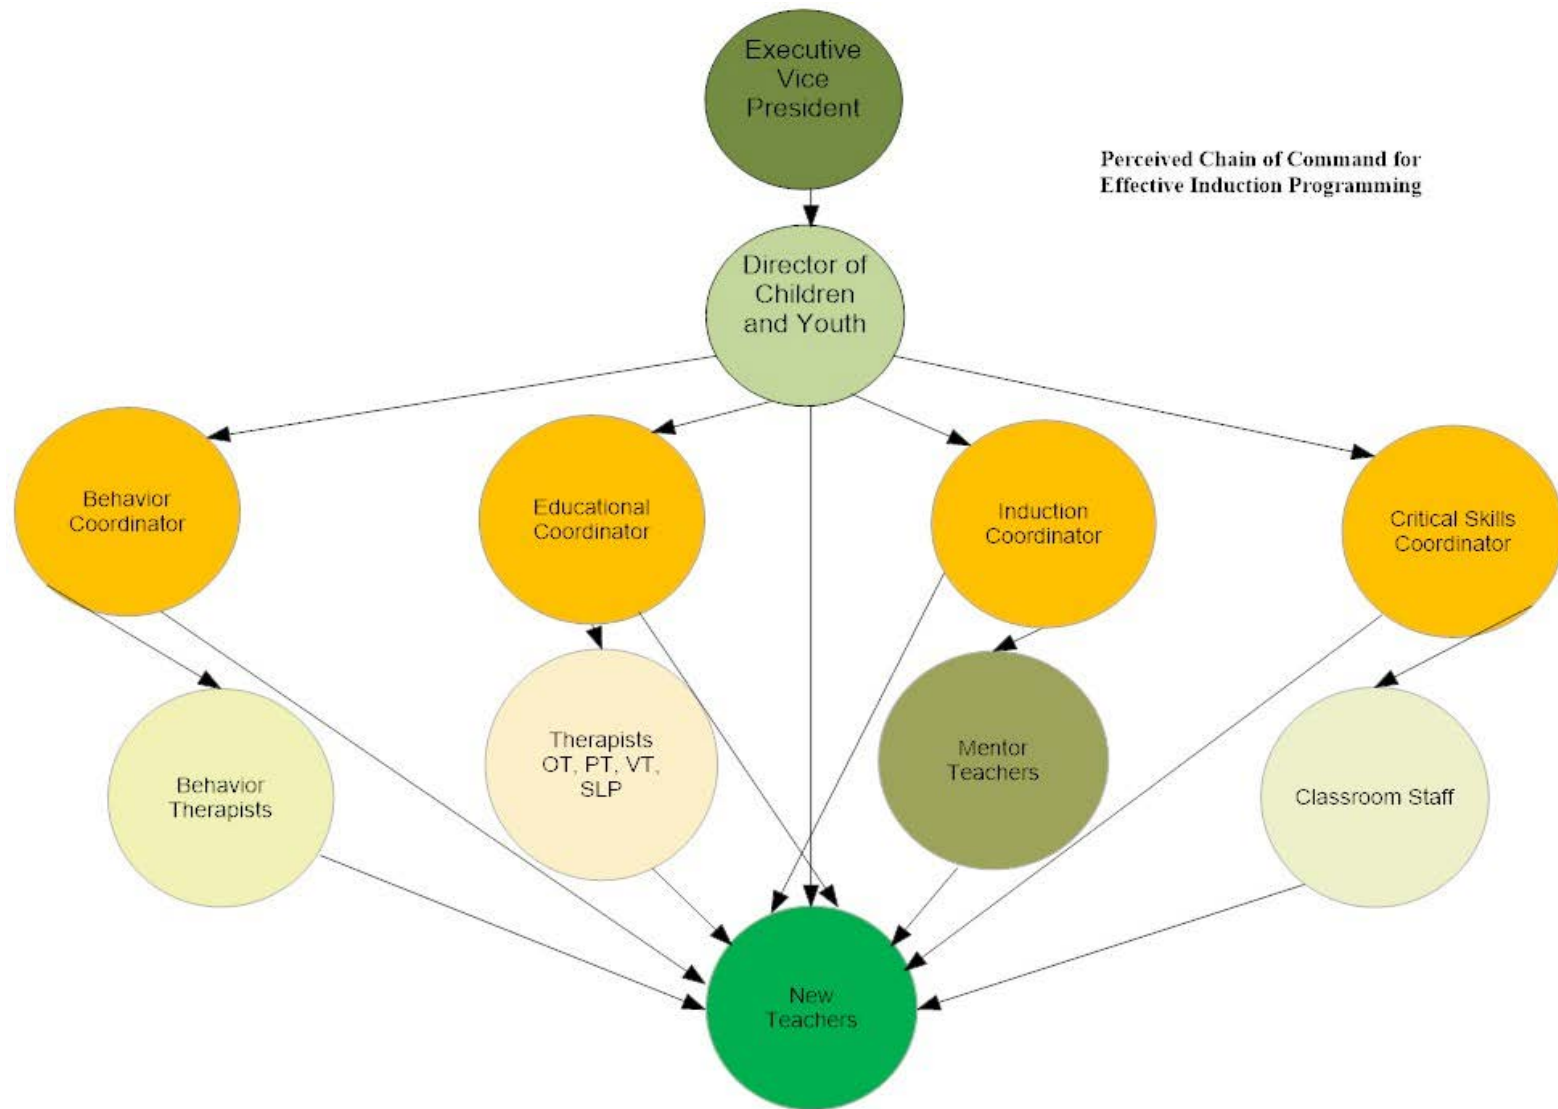 Executive
Vice
President
Perceived Chain of Command for
Effective Induction Programming
Director of
Children
and Youth
Behavior
Coordinator
Educational
Coordinator
Induction
Coordinator
Critical Skills
Coordinator
Behavior
Therapists
Therapists
OT, PT, VT,
SLP
Mentor
Teachers
Classroom Staff
New
Teachers